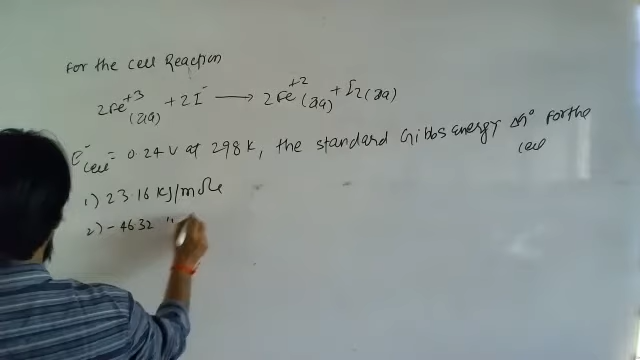 For the Cell Reaction
2Fe⁺³(aq) + 2I⁻ ⟶ 2Fe⁺²(aq) + I₂(aq)
E⁻cell = 0.24 V at 298 K, the standard Gibbs energy ΔG° for the
cell
1) 23.16 KJ/mole
2) -46.32 "